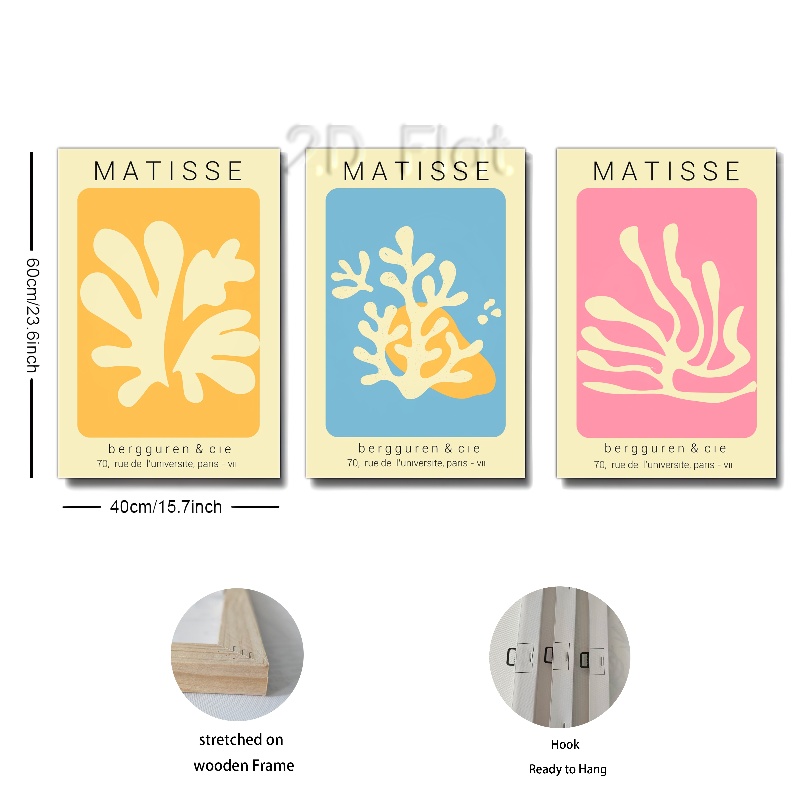 2D Flat
MATISSE
MATISSE
MATISSE
bergguren & cie
70, rue de l'universite, paris - vii
bergguren & cie
70, rue de l'universite, paris - vii
bergguren & cie
70, rue de l'universite, paris - vii
60cm/23.6inch
40cm/15.7inch
stretched on
wooden Frame
Hook
Ready to Hang